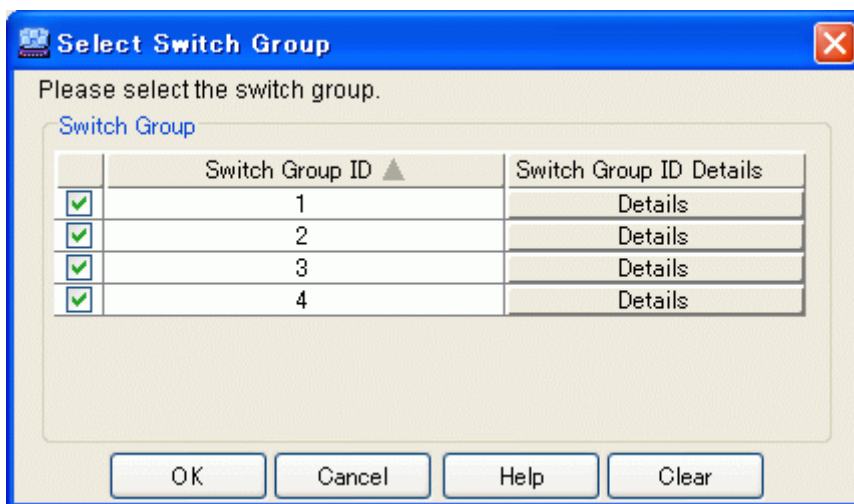 Select Switch Group
Please select the switch group.
Switch Group
Switch Group ID Switch Group ID Details
1 Details
2 Details
3 Details
4 Details
OK Cancel Help Clear